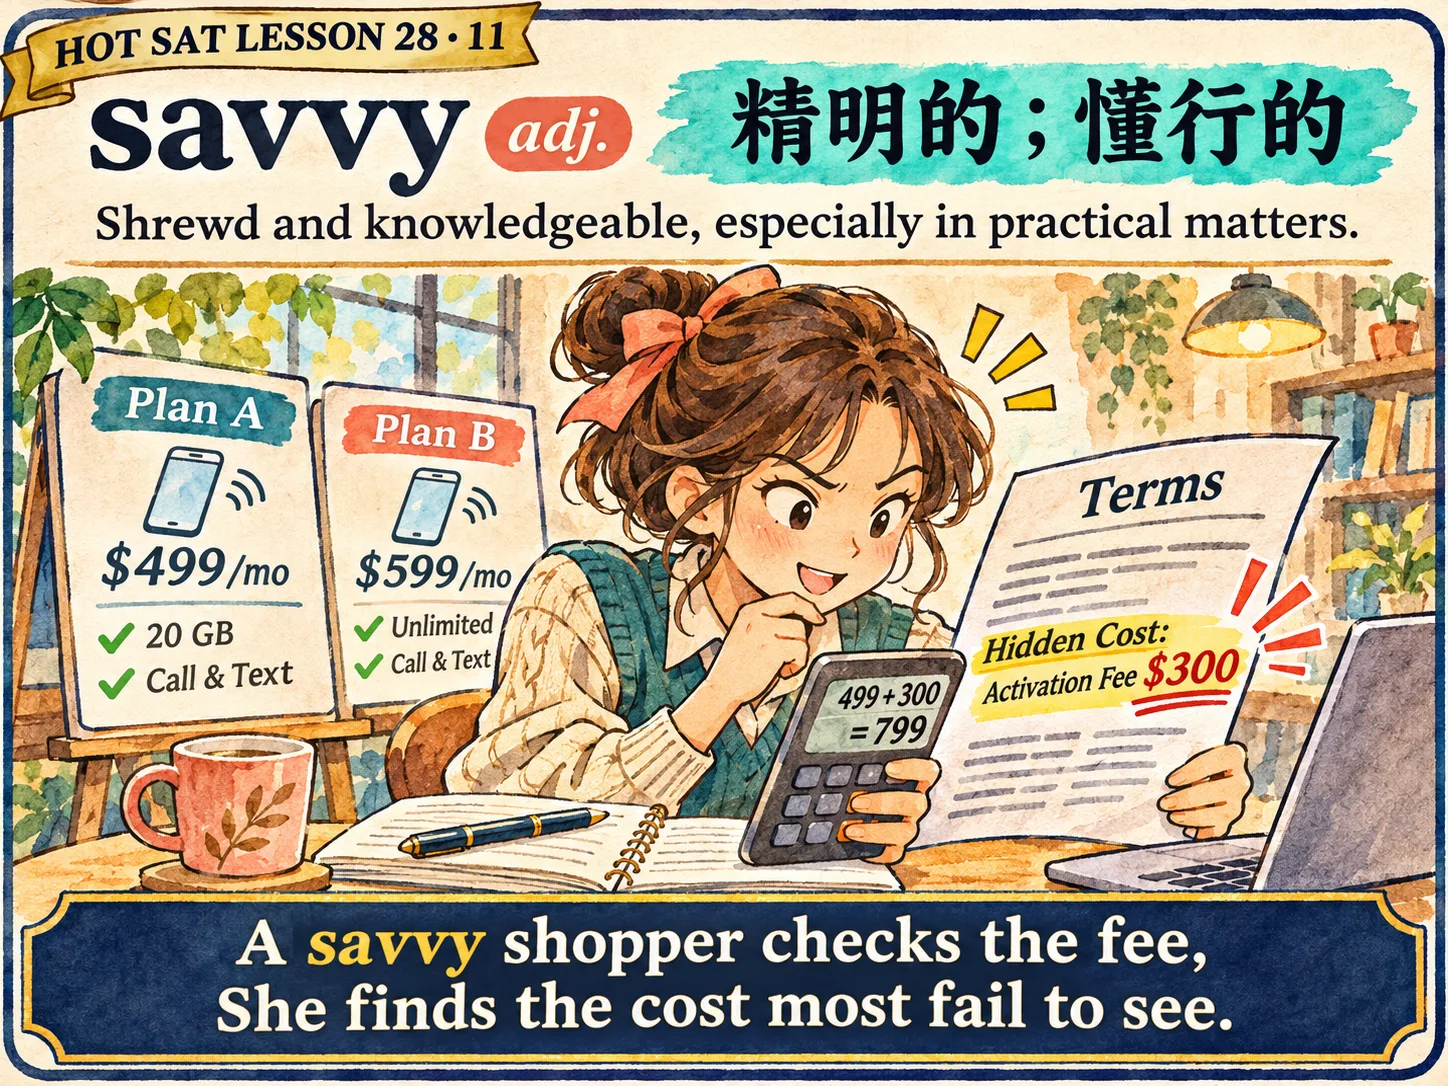 HOT SAT LESSON 28 · 11
savvy adj. 精明的；懂行的
Shrewd and knowledgeable, especially in practical matters.
Plan A
$499/mo
✓ 20 GB
✓ Call & Text
Plan B
$599/mo
✓ Unlimited
✓ Call & Text
499+300
=799
Terms
Hidden Cost:
Activation Fee $300
A savvy shopper checks the fee,
She finds the cost most fail to see.